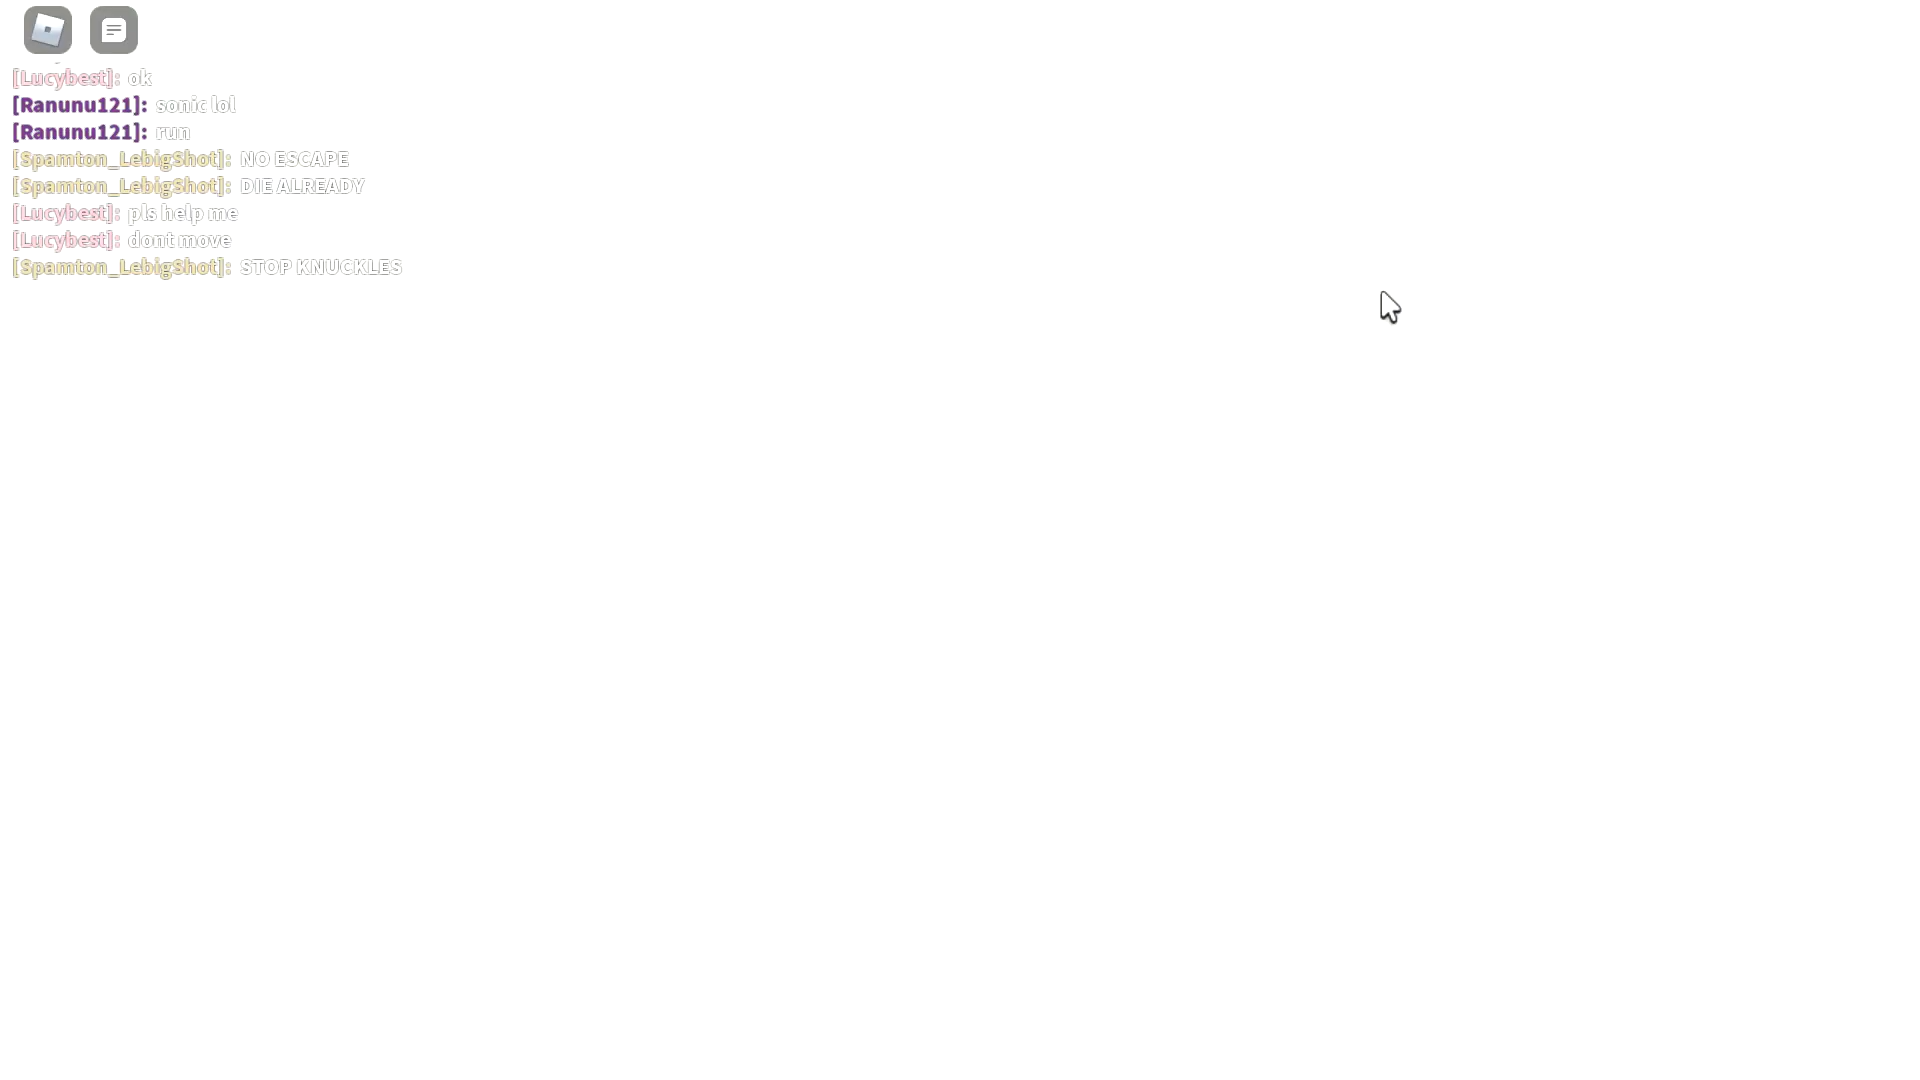 [Lucybest]: ok
[Ranunu121]: sonic lol
[Ranunu121]: run
[Spamton_LebigShot]: NO ESCAPE
[Spamton_LebigShot]: DIE ALREADY
[Lucybest]: pls help me
[Lucybest]: dont move
[Spamton_LebigShot]: STOP KNUCKLES